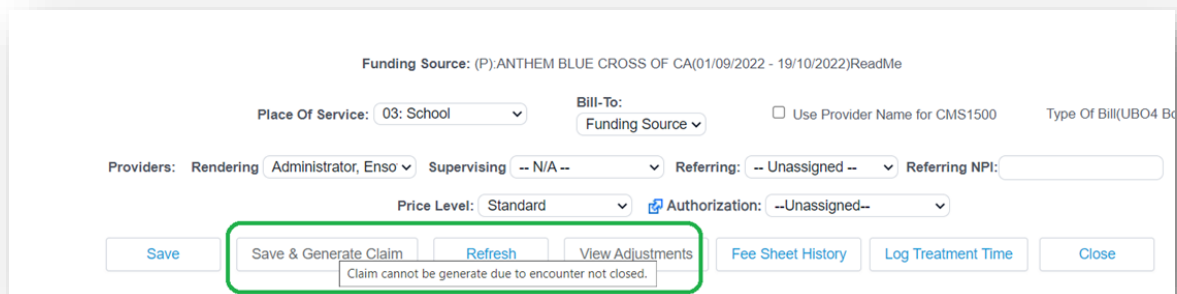 Funding Source: (P):ANTHEM BLUE CROSS OF CA(01/09/2022 - 19/10/2022)ReadMe
Place Of Service: 03: School Bill-To: Funding Source Use Provider Name for CMS1500 Type Of Bill(UBO4 Bo
Providers: Rendering Administrator, Enso Supervising -- N/A -- Referring: -- Unassigned -- Referring NPI:
Price Level: Standard Authorization: --Unassigned--
Save Save & Generate Claim Refresh View Adjustments Fee Sheet History Log Treatment Time Close
Claim cannot be generate due to encounter not closed.